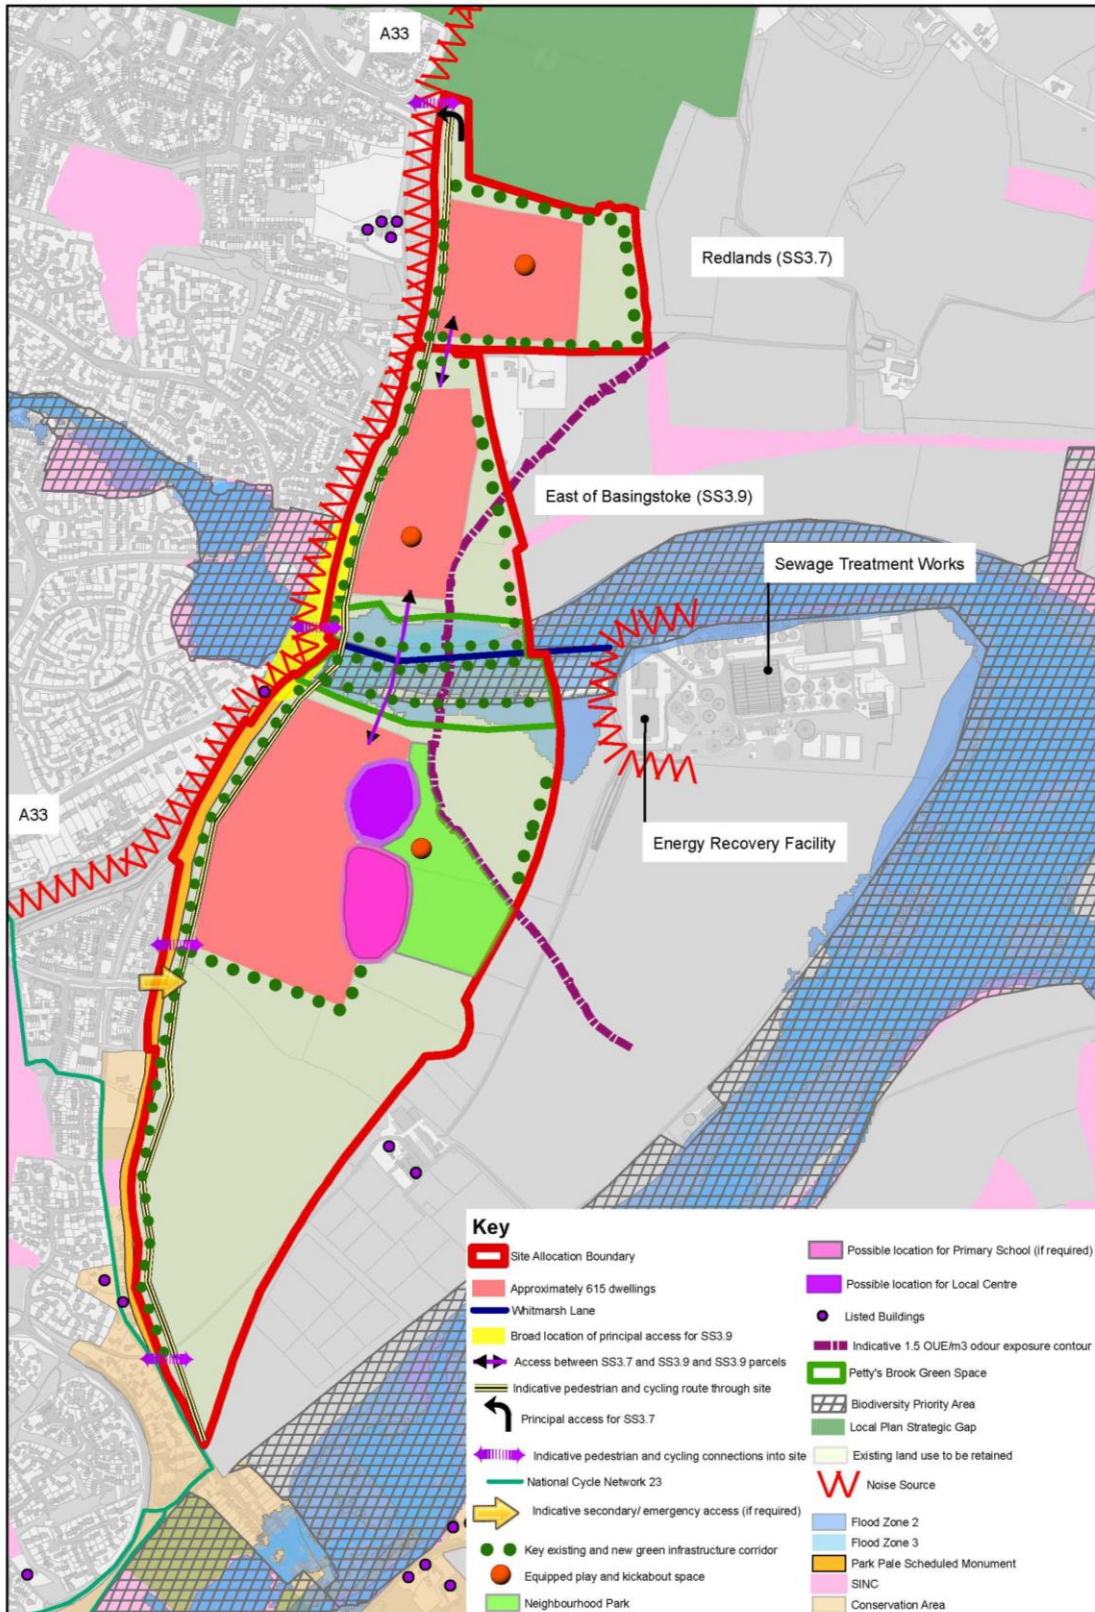 A33
Redlands (SS3.7)
East of Basingstoke (SS3.9)
Sewage Treatment Works
A33
Energy Recovery Facility
Key
Site Allocation Boundary
Approximately 615 dwellings
Whitmarsh Lane
Broad location of principal access for SS3.9
Access between SS3.7 and SS3.9 and SS3.9 parcels
Indicative pedestrian and cycling route through site
Principal access for SS3.7
Indicative pedestrian and cycling connections into site
National Cycle Network 23
Indicative secondary/ emergency access (if required)
Key existing and new green infrastructure corridor
Equipped play and kickabout space
Neighbourhood Park
Possible location for Primary School (if required)
Possible location for Local Centre
Listed Buildings
Indicative 1.5 OUE/m3 odour exposure contour
Petty's Brook Green Space
Biodiversity Priority Area
Local Plan Strategic Gap
Existing land use to be retained
Noise Source
Flood Zone 2
Flood Zone 3
Park Pale Scheduled Monument
SINC
Conservation Area